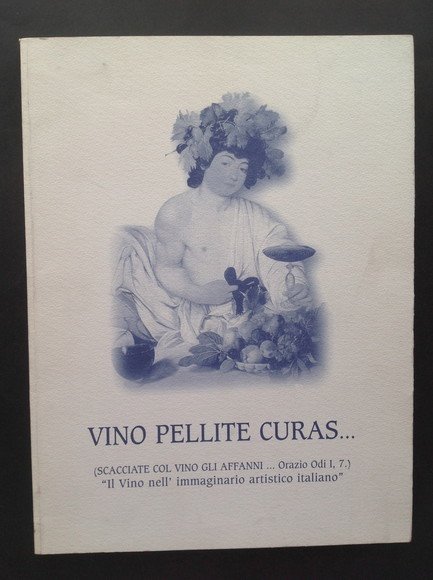 VINO PELLITE CURAS...
(SCACCIATE COL VINO GLI AFFANNI ... Orazio Odi I, 7.)
“Il Vino nell' immaginario artistico italiano”